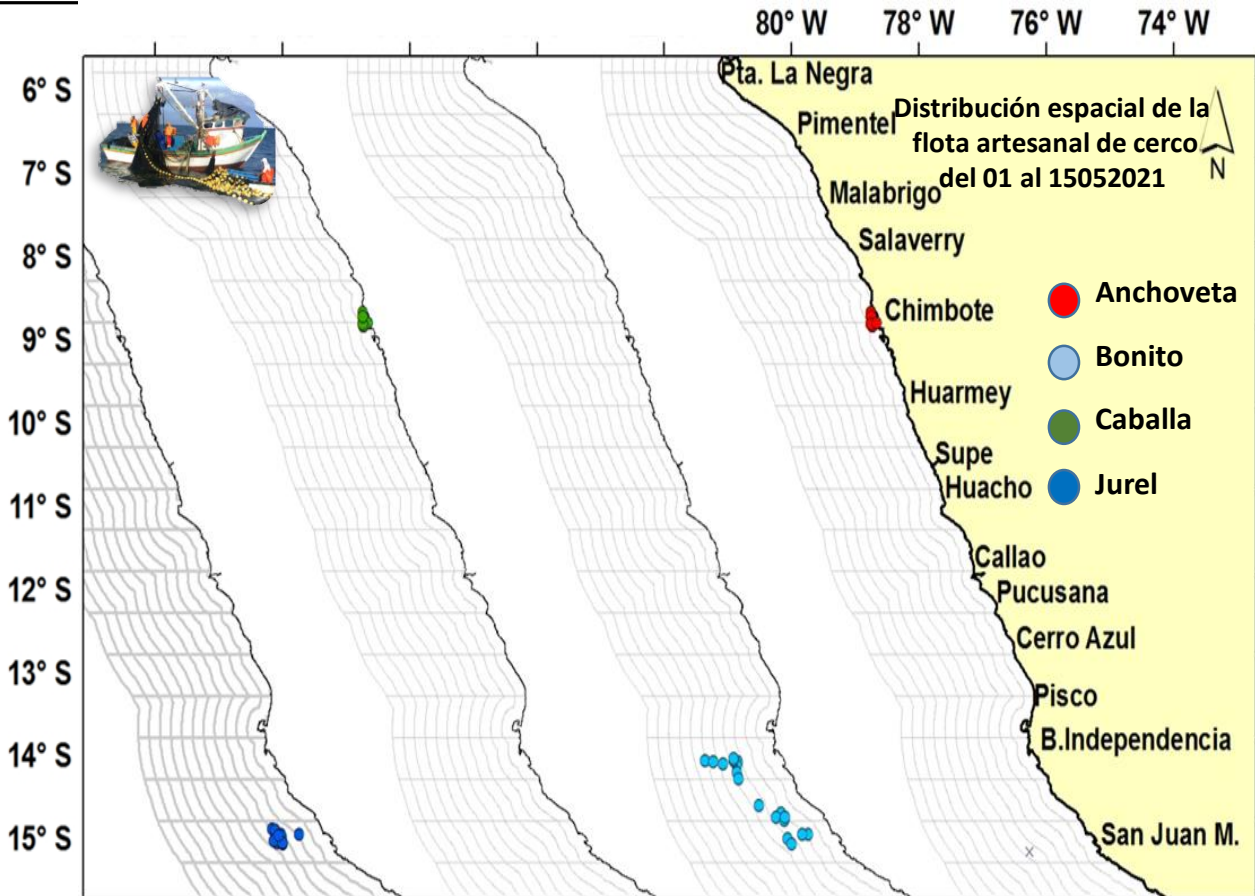 80° W 78° W 76° W 74° W
6° S
7° S
8° S
9° S
10° S
11° S
12° S
13° S
14° S
15° S
Pta. La Negra
Pimentel
Malabrigo
Salaverry
Chimbote
Huarmey
Supe
Huacho
Callao
Pucusana
Cerro Azul
Pisco
B.Independencia
San Juan M.
Distribución espacial de la
flota artesanal de cerco
del 01 al 15052021
N
Anchoveta
Bonito
Caballa
Jurel
x